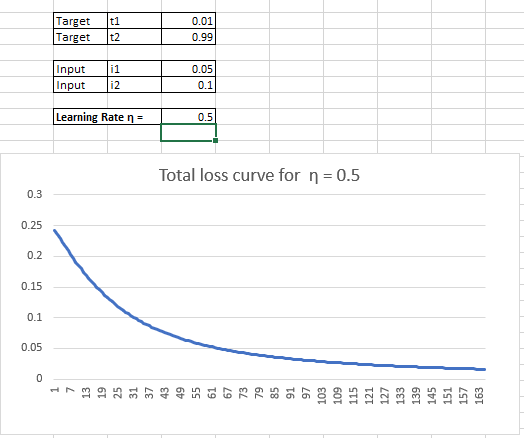 Target t1 0.01
Target t2 0.99
Input i1 0.05
Input i2 0.1
Learning Rate η = 0.5
Total loss curve for η = 0.5
0.3
0.25
0.2
0.15
0.1
0.05
0
1 7 13 19 25 31 37 43 49 55 61 67 73 79 85 91 97 103 109 115 121 127 133 139 145 151 157 163